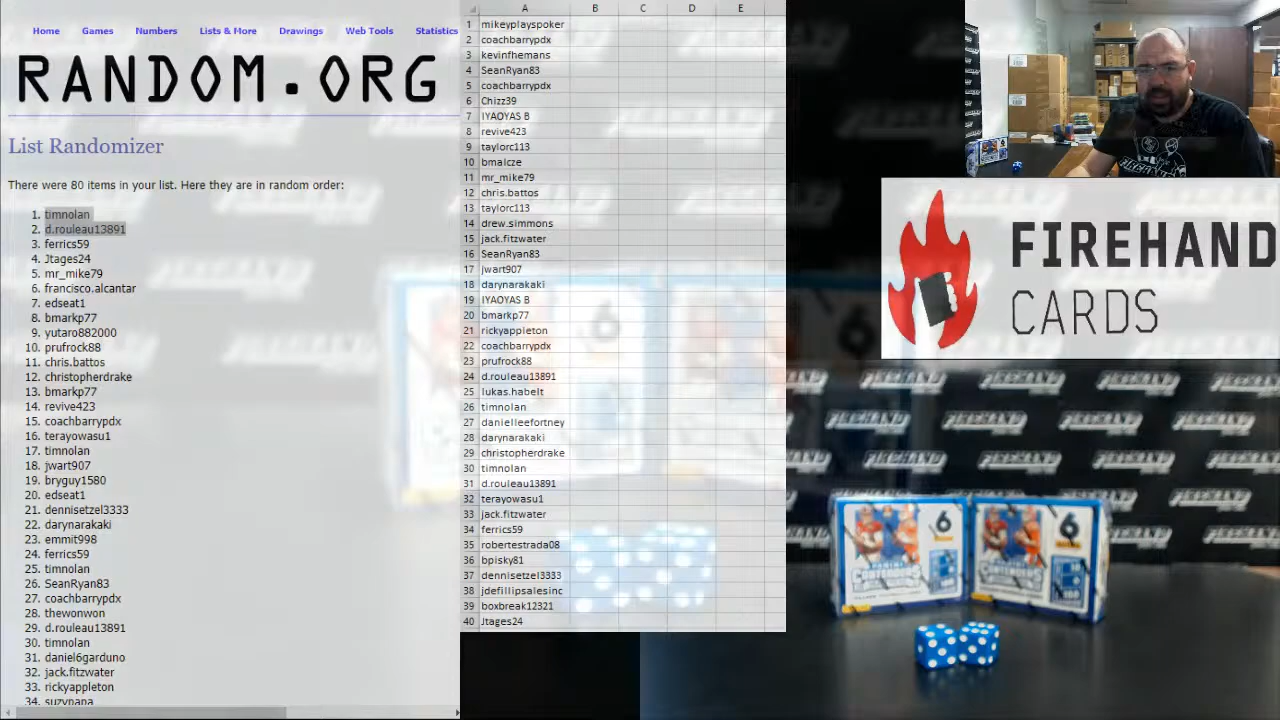 Home Games Numbers Lists & More Drawings Web Tools Statistics
RANDOM.ORG
List Randomizer
There were 80 items in your list. Here they are in random order:
1. timnolan
2. d.rouleau13891
3. ferrics59
4. Jtages24
5. mr_mike79
6. francisco.alcantar
7. edseat1
8. bmarkp77
9. yutaro882000
10. prufrock88
11. chris.battos
12. christopherdrake
13. bmarkp77
14. revive423
15. coachbarrypdx
16. terayowasu1
17. timnolan
18. jwart907
19. bryguy1580
20. edseat1
21. dennisetzel3333
22. darynarakaki
23. emmit998
24. ferrics59
25. timnolan
26. SeanRyan83
27. coachbarrypdx
28. thewonwon
29. d.rouleau13891
30. timnolan
31. daniel6garduno
32. jack.fitzwater
33. rickyappleton
34. suzypapa
A B C D E
1 mikeyplayspoker
2 coachbarrypdx
3 kevinfhemans
4 SeanRyan83
5 coachbarrypdx
6 Chizz39
7 IYAOYAS B
8 revive423
9 taylorc113
10 bmalcze
11 mr_mike79
12 chris.battos
13 taylorc113
14 drew.simmons
15 jack.fitzwater
16 SeanRyan83
17 jwart907
18 darynarakaki
19 IYAOYAS B
20 bmarkp77
21 rickyappleton
22 coachbarrypdx
23 prufrock88
24 d.rouleau13891
25 lukas.habelt
26 timnolan
27 danielleefortney
28 darynarakaki
29 christopherdrake
30 timnolan
31 d.rouleau13891
32 terayowasu1
33 jack.fitzwater
34 ferrics59
35 robertestrada08
36 bpisky81
37 dennisetzel3333
38 jdefillipsalesinc
39 boxbreak12321
40 Jtages24
FIREHAND
CARDS
6
6
PANINI
CONTENDERS